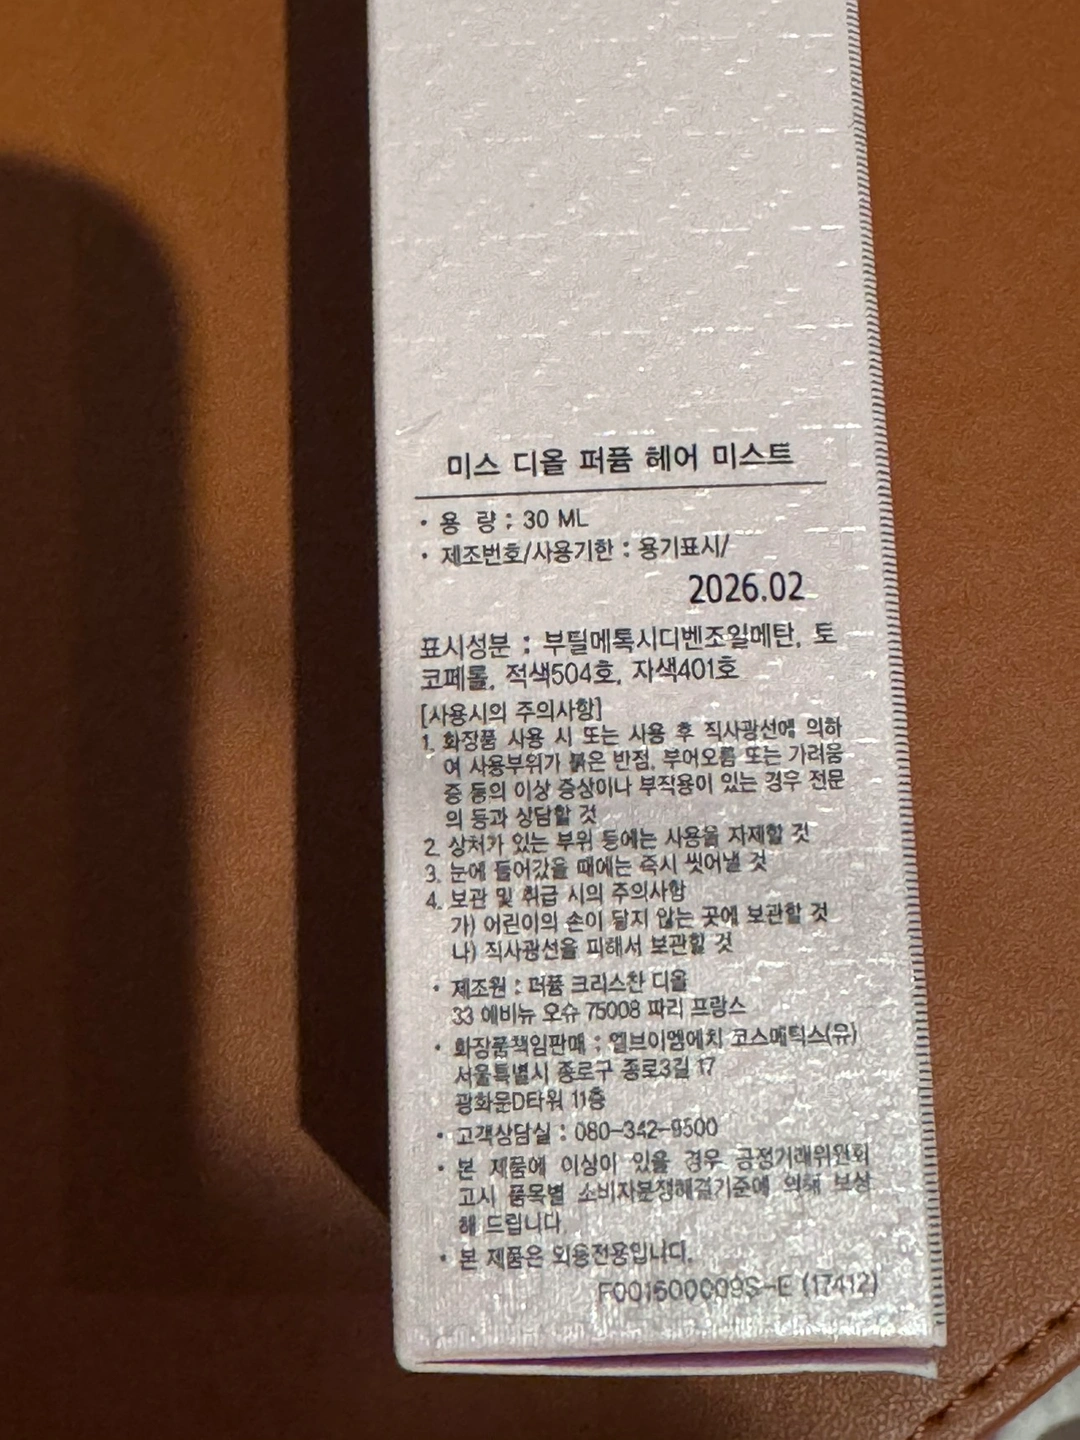 미스 디올 퍼퓸 헤어 미스트
• 용 량 : 30 ML
• 제조번호/사용기한 : 용기표시/
2026.02
표시성분 : 부틸메톡시디벤조일메탄, 토
코페롤, 적색504호, 자색401호
[사용시의 주의사항]
1. 화장품 사용 시 또는 사용 후 직사광선에 의하
여 사용부위가 붉은 반점, 부어오름 또는 가려움
증 등의 이상 증상이나 부작용이 있는 경우 전문
의 등과 상담할 것
2. 상처가 있는 부위 등에는 사용을 자제할 것
3. 눈에 들어갔을 때에는 즉시 씻어낼 것
4. 보관 및 취급 시의 주의사항
가) 어린이의 손이 닿지 않는 곳에 보관할 것
나) 직사광선을 피해서 보관할 것
• 제조원 : 퍼퓸 크리스챤 디올
33 에비뉴 오슈 75008 파리 프랑스
• 화장품책임판매 : 엘브이엠에치 코스메틱스(유)
서울특별시 종로구 종로3길 17
광화문D타워 11층
• 고객상담실 : 080-342-9500
• 본 제품에 이상이 있을 경우 공정거래위원회
고시 품목별 소비자분쟁해결기준에 의해 보상
해 드립니다.
• 본 제품은 외용전용입니다.
F001600009S-E (17412)